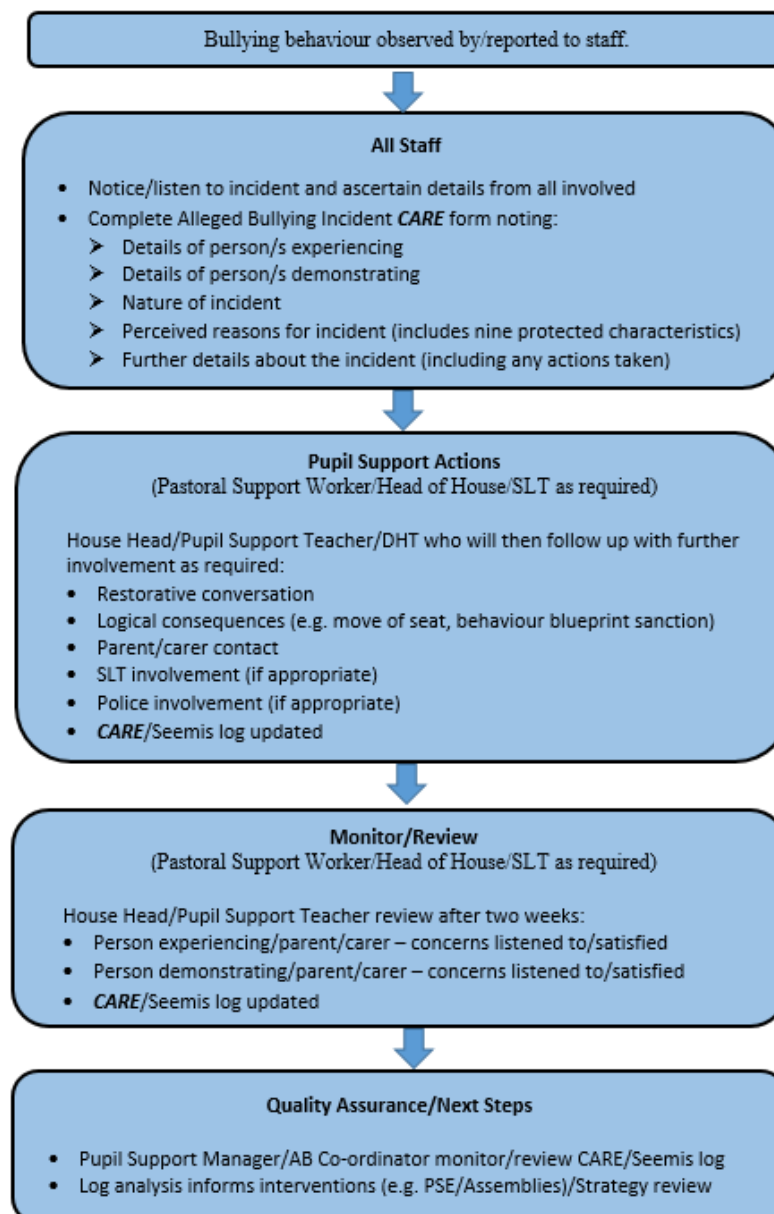 Bullying behaviour observed by/reported to staff.
All Staff
• Notice/listen to incident and ascertain details from all involved
• Complete Alleged Bullying Incident CARE form noting:
➤ Details of person/s experiencing
➤ Details of person/s demonstrating
➤ Nature of incident
➤ Perceived reasons for incident (includes nine protected characteristics)
➤ Further details about the incident (including any actions taken)
Pupil Support Actions
(Pastoral Support Worker/Head of House/SLT as required)
House Head/Pupil Support Teacher/DHT who will then follow up with further
involvement as required:
• Restorative conversation
• Logical consequences (e.g. move of seat, behaviour blueprint sanction)
• Parent/carer contact
• SLT involvement (if appropriate)
• Police involvement (if appropriate)
• CARE/Seemis log updated
Monitor/Review
(Pastoral Support Worker/Head of House/SLT as required)
House Head/Pupil Support Teacher review after two weeks:
• Person experiencing/parent/carer – concerns listened to/satisfied
• Person demonstrating/parent/carer – concerns listened to/satisfied
• CARE/Seemis log updated
Quality Assurance/Next Steps
• Pupil Support Manager/AB Co-ordinator monitor/review CARE/Seemis log
• Log analysis informs interventions (e.g. PSE/Assemblies)/Strategy review